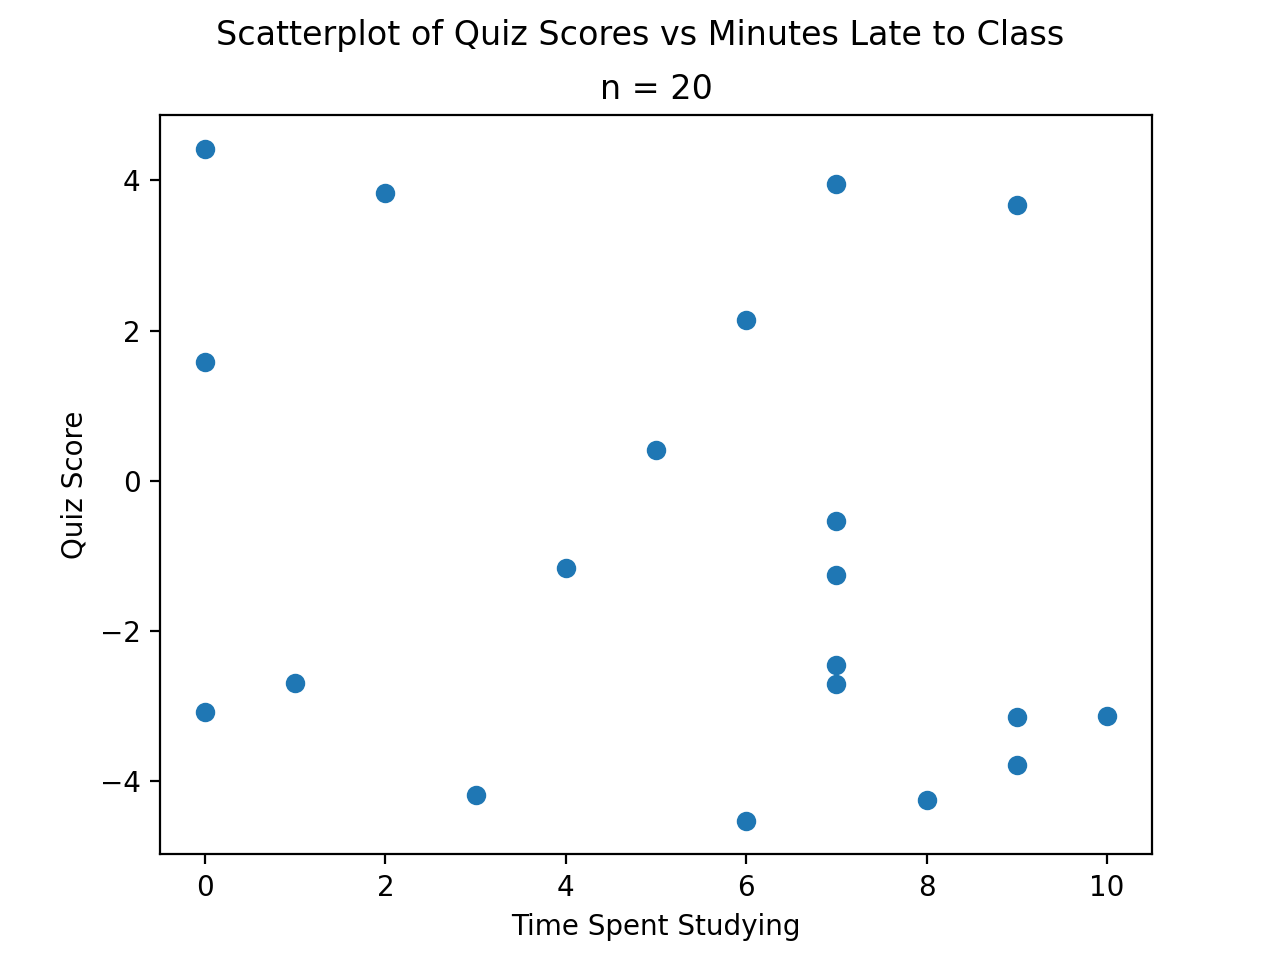 Scatterplot of Quiz Scores vs Minutes Late to Class
n = 20
4
2
0
−2
−4
Quiz Score
0 2 4 6 8 10
Time Spent Studying